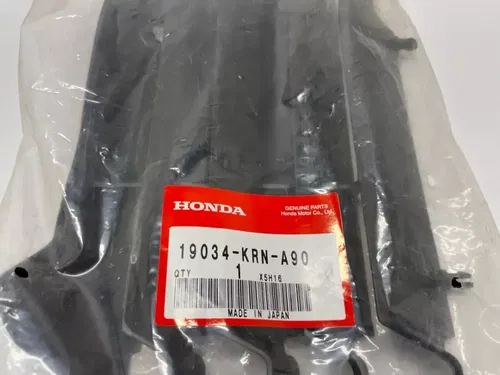 HONDA
GENUINE PARTS
Honda Motor Co., Ltd.
19034-KRN-A90
QTY 1 X5H16
MADE IN JAPAN